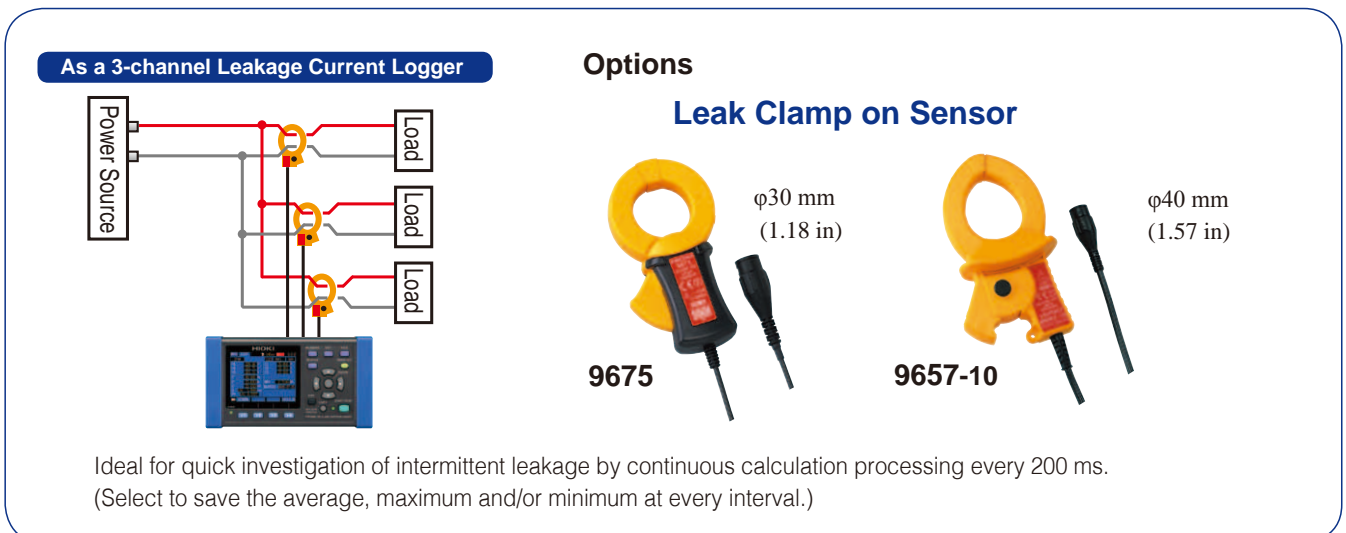 As a 3-channel Leakage Current Logger
Power Source
Load
Load
Load
HIOKI
Options
Leak Clamp on Sensor
φ30 mm
(1.18 in)
9675
φ40 mm
(1.57 in)
9657-10
Ideal for quick investigation of intermittent leakage by continuous calculation processing every 200 ms.
(Select to save the average, maximum and/or minimum at every interval.)